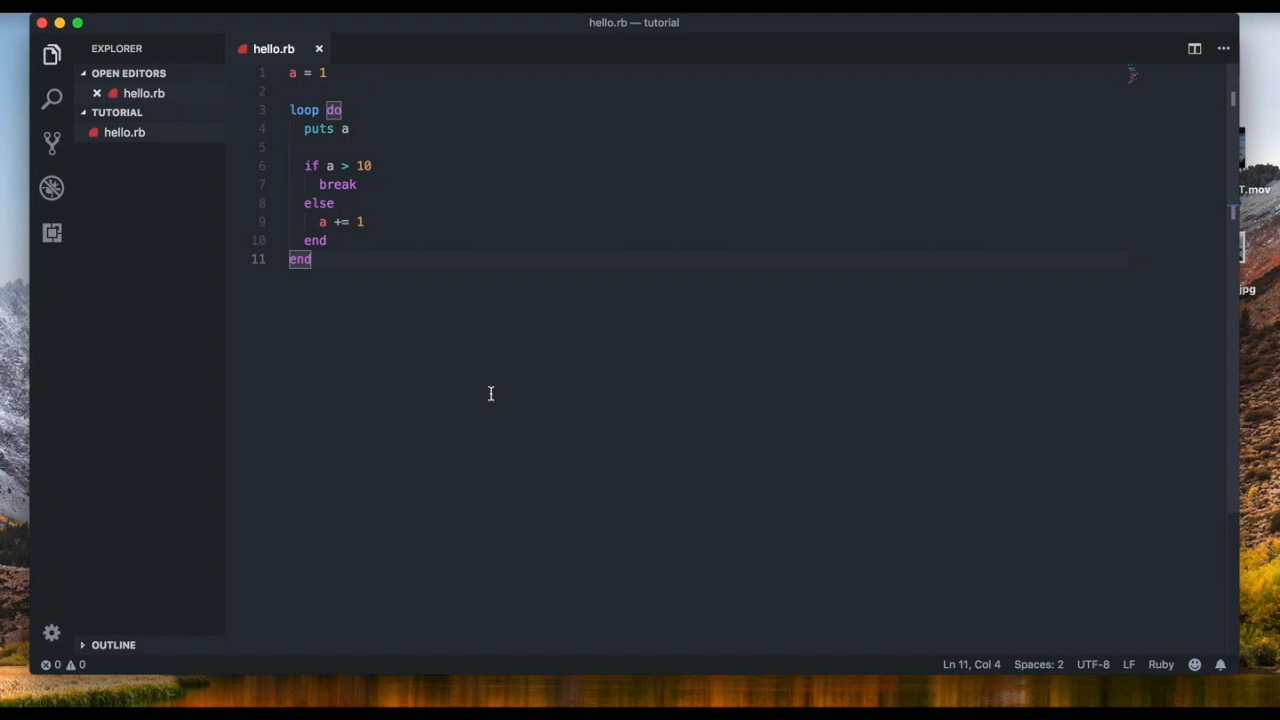 hello.rb — tutorial
EXPLORER
OPEN EDITORS
hello.rb
TUTORIAL
hello.rb
OUTLINE
hello.rb
1 a = 1
2
3 loop do
4 puts a
5
6 if a > 10
7 break
8 else
9 a += 1
10 end
11 end
T.mov
jpg
0 0
Ln 11, Col 4 Spaces: 2 UTF-8 LF Ruby